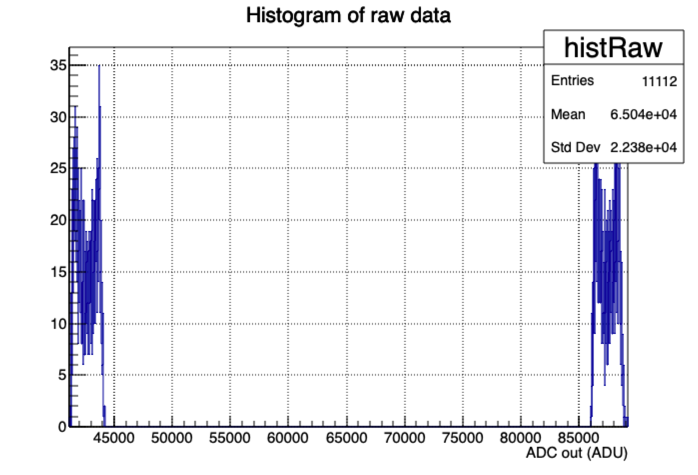 Histogram of raw data
histRaw
Entries 11112
Mean 6.504e+04
Std Dev 2.238e+04
35
30
25
20
15
10
5
0
45000 50000 55000 60000 65000 70000 75000 80000 85000
ADC out (ADU)